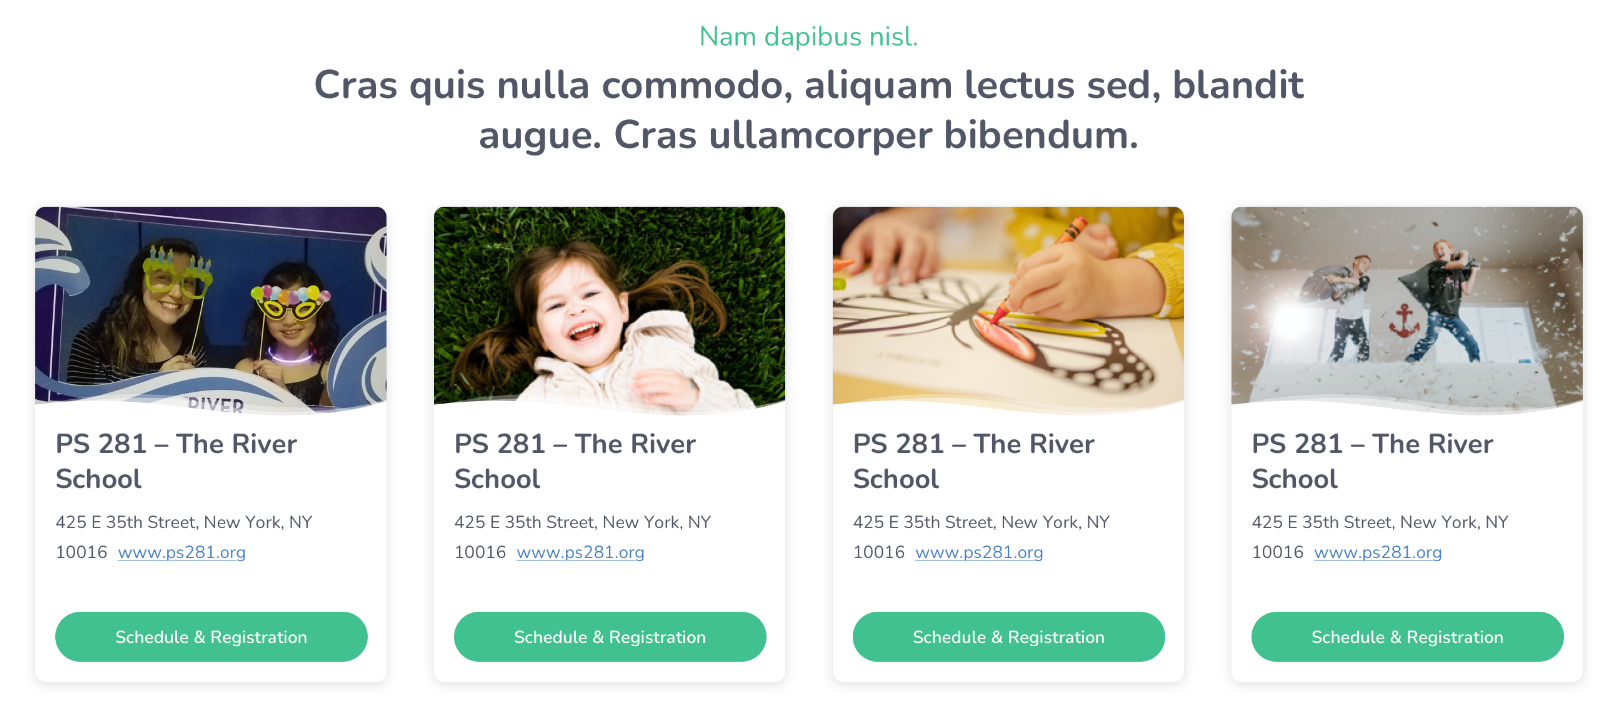 Nam dapibus nisl.
Cras quis nulla commodo, aliquam lectus sed, blandit
augue. Cras ullamcorper bibendum.
RIVER
PS 281 – The River
School
425 E 35th Street, New York, NY
10016 www.ps281.org
Schedule & Registration
PS 281 – The River
School
425 E 35th Street, New York, NY
10016 www.ps281.org
Schedule & Registration
PS 281 – The River
School
425 E 35th Street, New York, NY
10016 www.ps281.org
Schedule & Registration
PS 281 – The River
School
425 E 35th Street, New York, NY
10016 www.ps281.org
Schedule & Registration